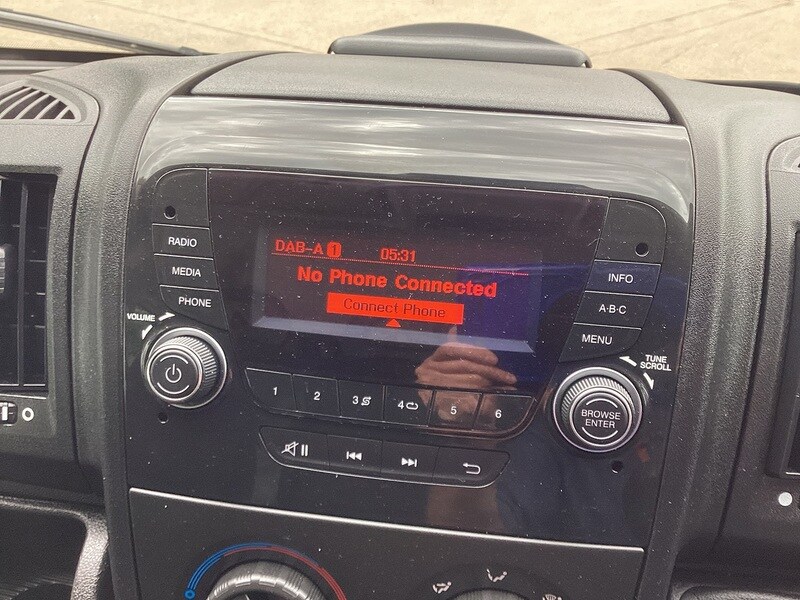 DAB-A 1 05:31
No Phone Connected
Connect Phone
RADIO
MEDIA
PHONE
VOLUME
INFO
A·B·C
MENU
TUNE
SCROLL
BROWSE
ENTER
1 2 3 4 5 6